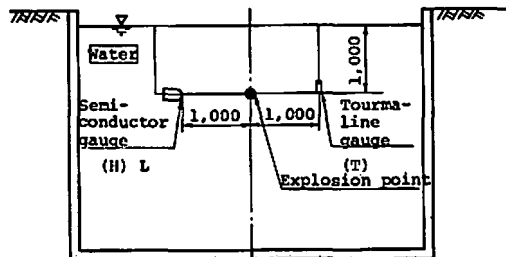 Water
1,000
Semi-
conductor
gauge
(H) L
1,000
1,000
Tourma-
line
gauge
(T)
Explosion point